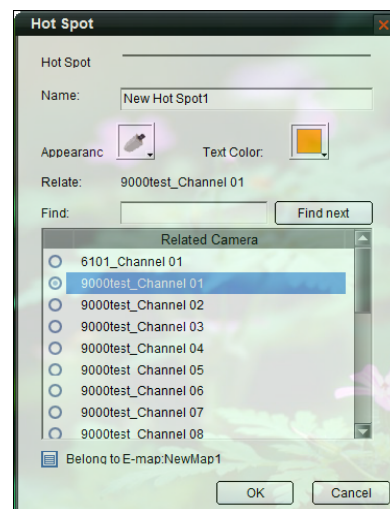 Hot Spot
Hot Spot
Name: New Hot Spot1
Appearanc Text Color:
Relate: 9000test_Channel 01
Find: Find next
Related Camera
6101_Channel 01
9000test_Channel 01
9000test_Channel 02
9000test_Channel 03
9000test_Channel 04
9000test_Channel 05
9000test_Channel 06
9000test_Channel 07
9000test_Channel 08
Belong to E-map:NewMap1
OK Cancel